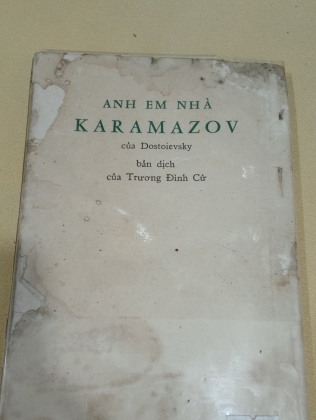 ANH EM NHÀ
KARAMAZOV
của Dostoievsky
bản dịch
của Trương Đình Cử